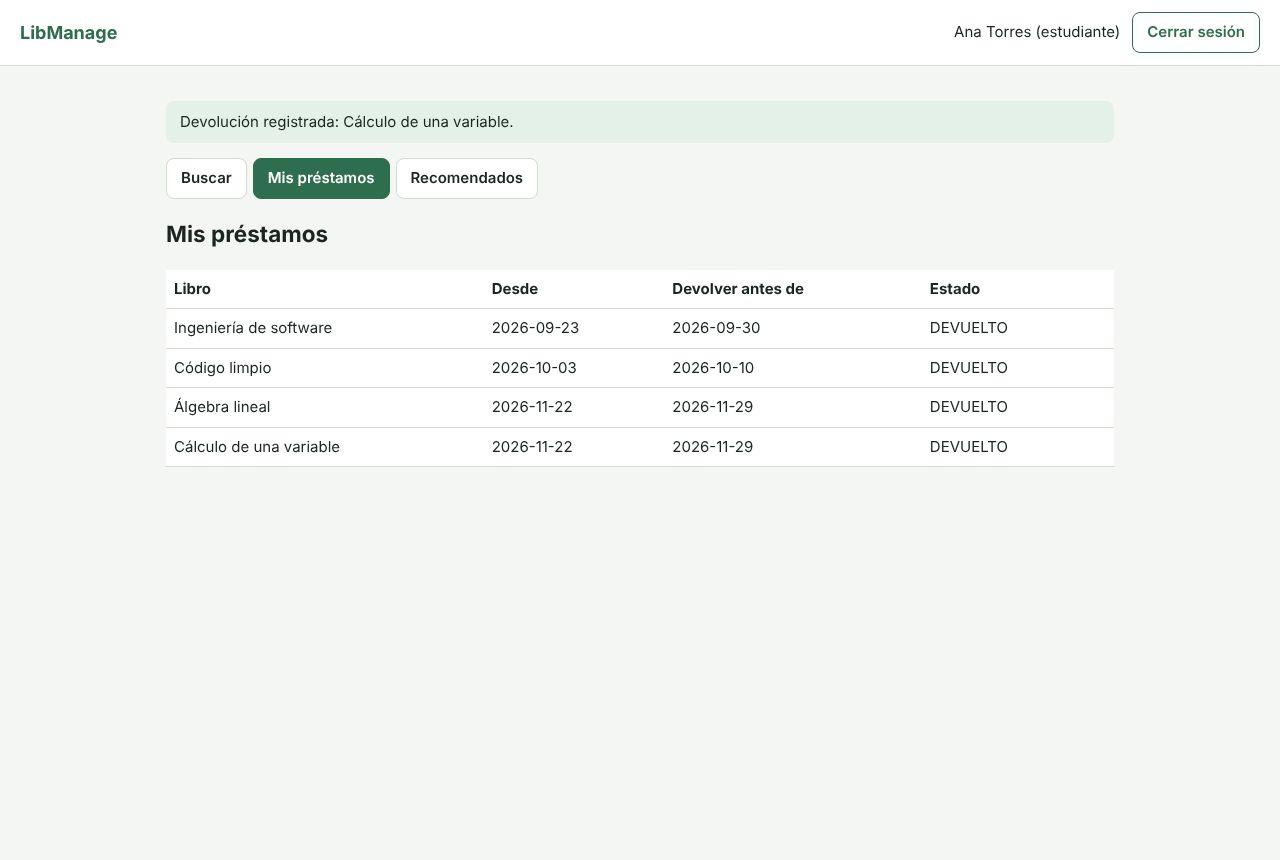 LibManage
Ana Torres (estudiante) Cerrar sesión
Devolución registrada: Cálculo de una variable.
Buscar Mis préstamos Recomendados
Mis préstamos
Libro Desde Devolver antes de Estado
Ingeniería de software 2026-09-23 2026-09-30 DEVUELTO
Código limpio 2026-10-03 2026-10-10 DEVUELTO
Álgebra lineal 2026-11-22 2026-11-29 DEVUELTO
Cálculo de una variable 2026-11-22 2026-11-29 DEVUELTO